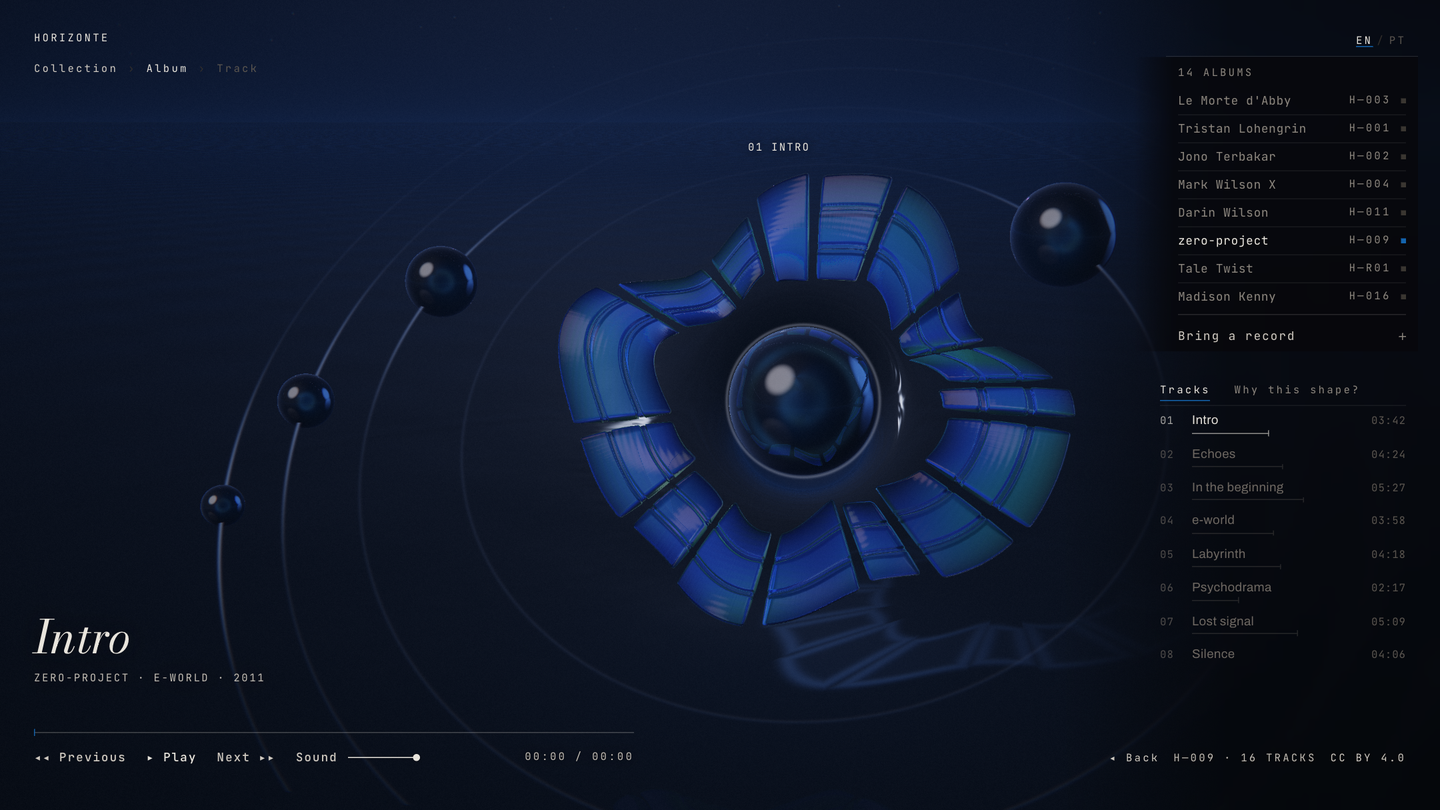 HORIZONTE
Collection › Album › Track
EN / PT
14 ALBUMS
Le Morte d'Abby H—003
Tristan Lohengrin H—001
Jono Terbakar H—002
Mark Wilson X H—004
Darin Wilson H—011
zero-project H—009
Tale Twist H—R01
Madison Kenny H—016
Bring a record +
01 INTRO
Tracks Why this shape?
01 Intro 03:42
02 Echoes 04:24
03 In the beginning 05:27
04 e-world 03:58
05 Labyrinth 04:18
06 Psychodrama 02:17
07 Lost signal 05:09
08 Silence 04:06
Intro
ZERO-PROJECT · E-WORLD · 2011
◂◂ Previous ▸ Play Next ▸▸ Sound 00:00 / 00:00
◂ Back H—009 · 16 TRACKS CC BY 4.0